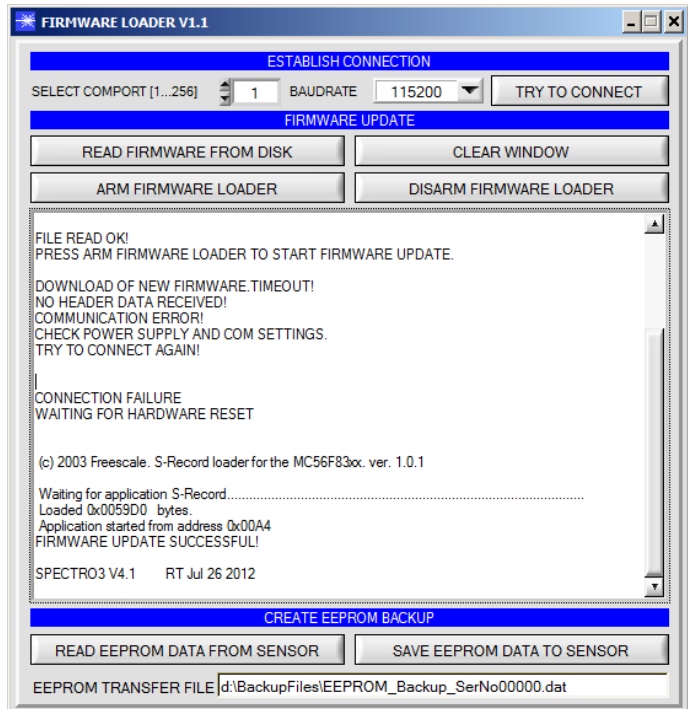 FIRMWARE LOADER V1.1
ESTABLISH CONNECTION
SELECT COMPORT [1...256] 1 BAUDRATE 115200 TRY TO CONNECT
FIRMWARE UPDATE
READ FIRMWARE FROM DISK CLEAR WINDOW
ARM FIRMWARE LOADER DISARM FIRMWARE LOADER
FILE READ OK!
PRESS ARM FIRMWARE LOADER TO START FIRMWARE UPDATE.
DOWNLOAD OF NEW FIRMWARE.TIMEOUT!
NO HEADER DATA RECEIVED!
COMMUNICATION ERROR!
CHECK POWER SUPPLY AND COM SETTINGS.
TRY TO CONNECT AGAIN!
CONNECTION FAILURE
WAITING FOR HARDWARE RESET
(c) 2003 Freescale. S-Record loader for the MC56F83xx. ver. 1.0.1
Waiting for application S-Record.......................................................................................
Loaded 0x0059D0 bytes.
Application started from address 0x00A4
FIRMWARE UPDATE SUCCESSFUL!
SPECTRO3 V4.1 RT Jul 26 2012
CREATE EEPROM BACKUP
READ EEPROM DATA FROM SENSOR SAVE EEPROM DATA TO SENSOR
EEPROM TRANSFER FILE d:\BackupFiles\EEPROM_Backup_SerNo00000.dat